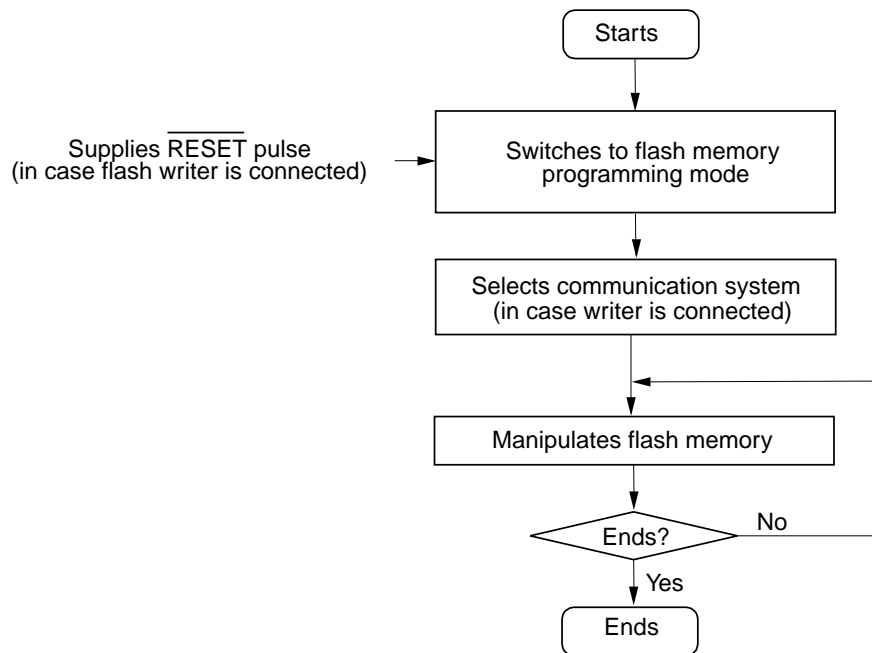 Starts
Supplies RESET pulse
(in case flash writer is connected)
Switches to flash memory
programming mode
Selects communication system
(in case writer is connected)
Manipulates flash memory
Ends?
No
Yes
Ends